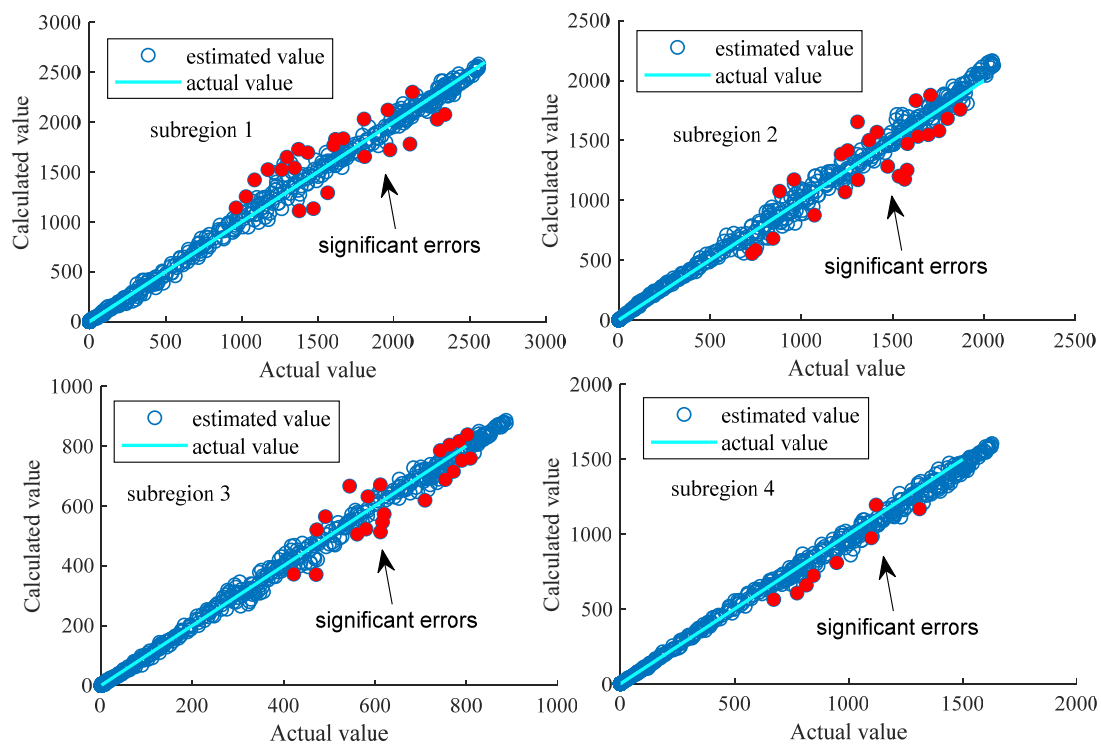 3000
2500
2000
1500
1000
500
0
Calculated value
estimated value
actual value
subregion 1
significant errors
0 500 1000 1500 2000 2500 3000
Actual value
2500
2000
1500
1000
500
0
Calculated value
estimated value
actual value
subregion 2
significant errors
0 500 1000 1500 2000 2500
Actual value
1000
800
600
400
200
0
Calculated value
estimated value
actual value
subregion 3
significant errors
0 200 400 600 800 1000
Actual value
2000
1500
1000
500
0
Calculated value
estimated value
actual value
subregion 4
significant errors
0 500 1000 1500 2000
Actual value